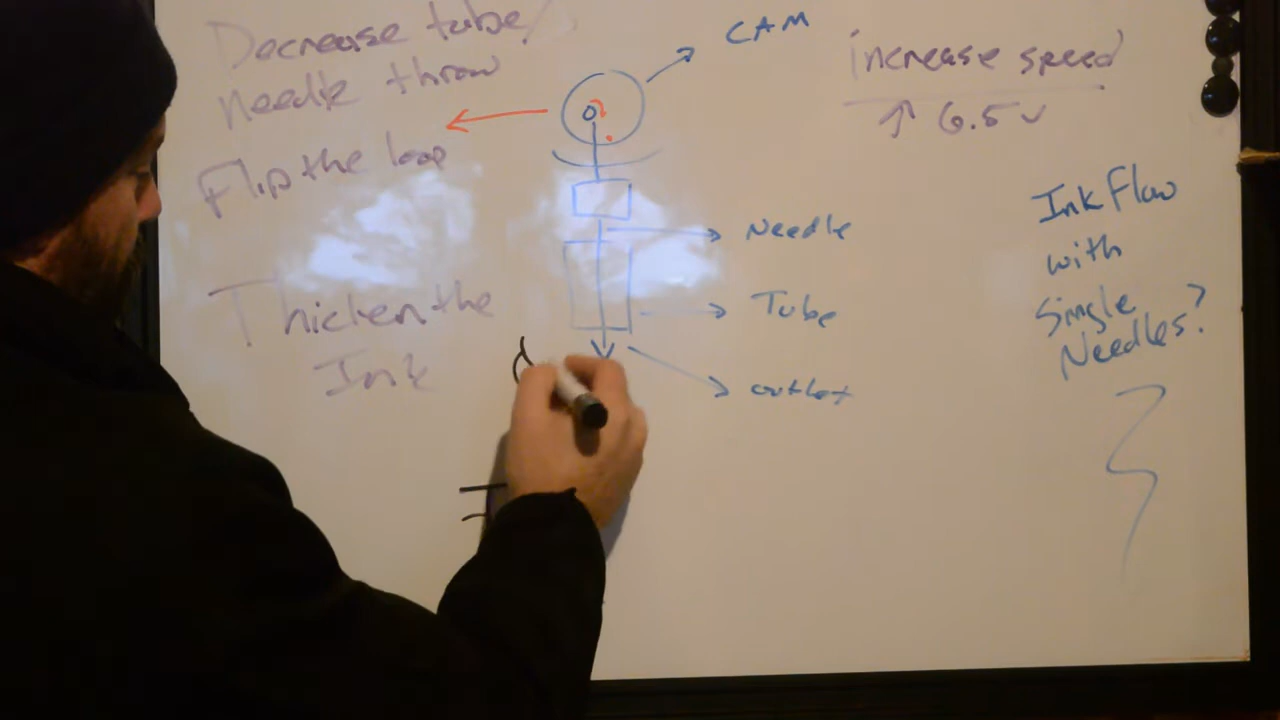 Decrease tube/
needle throw
Flip the loop
Thicken the
Ink
CAM
Needle
Tube
outlet
increase speed
↑ 6.5v
Ink Flow
with
Single
Needles?